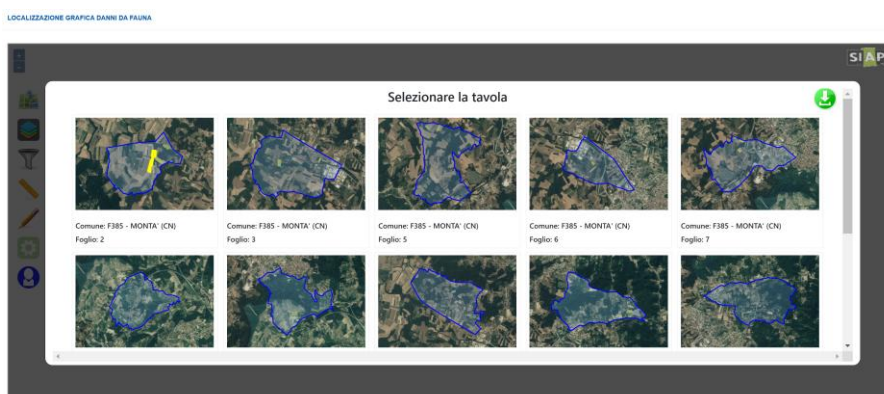 LOCALIZZAZIONE GRAFICA DANNI DA FAUNA
SIAP
Selezionare la tavola
Comune: F385 - MONTA' (CN)
Foglio: 2
Comune: F385 - MONTA' (CN)
Foglio: 3
Comune: F385 - MONTA' (CN)
Foglio: 5
Comune: F385 - MONTA' (CN)
Foglio: 6
Comune: F385 - MONTA' (CN)
Foglio: 7